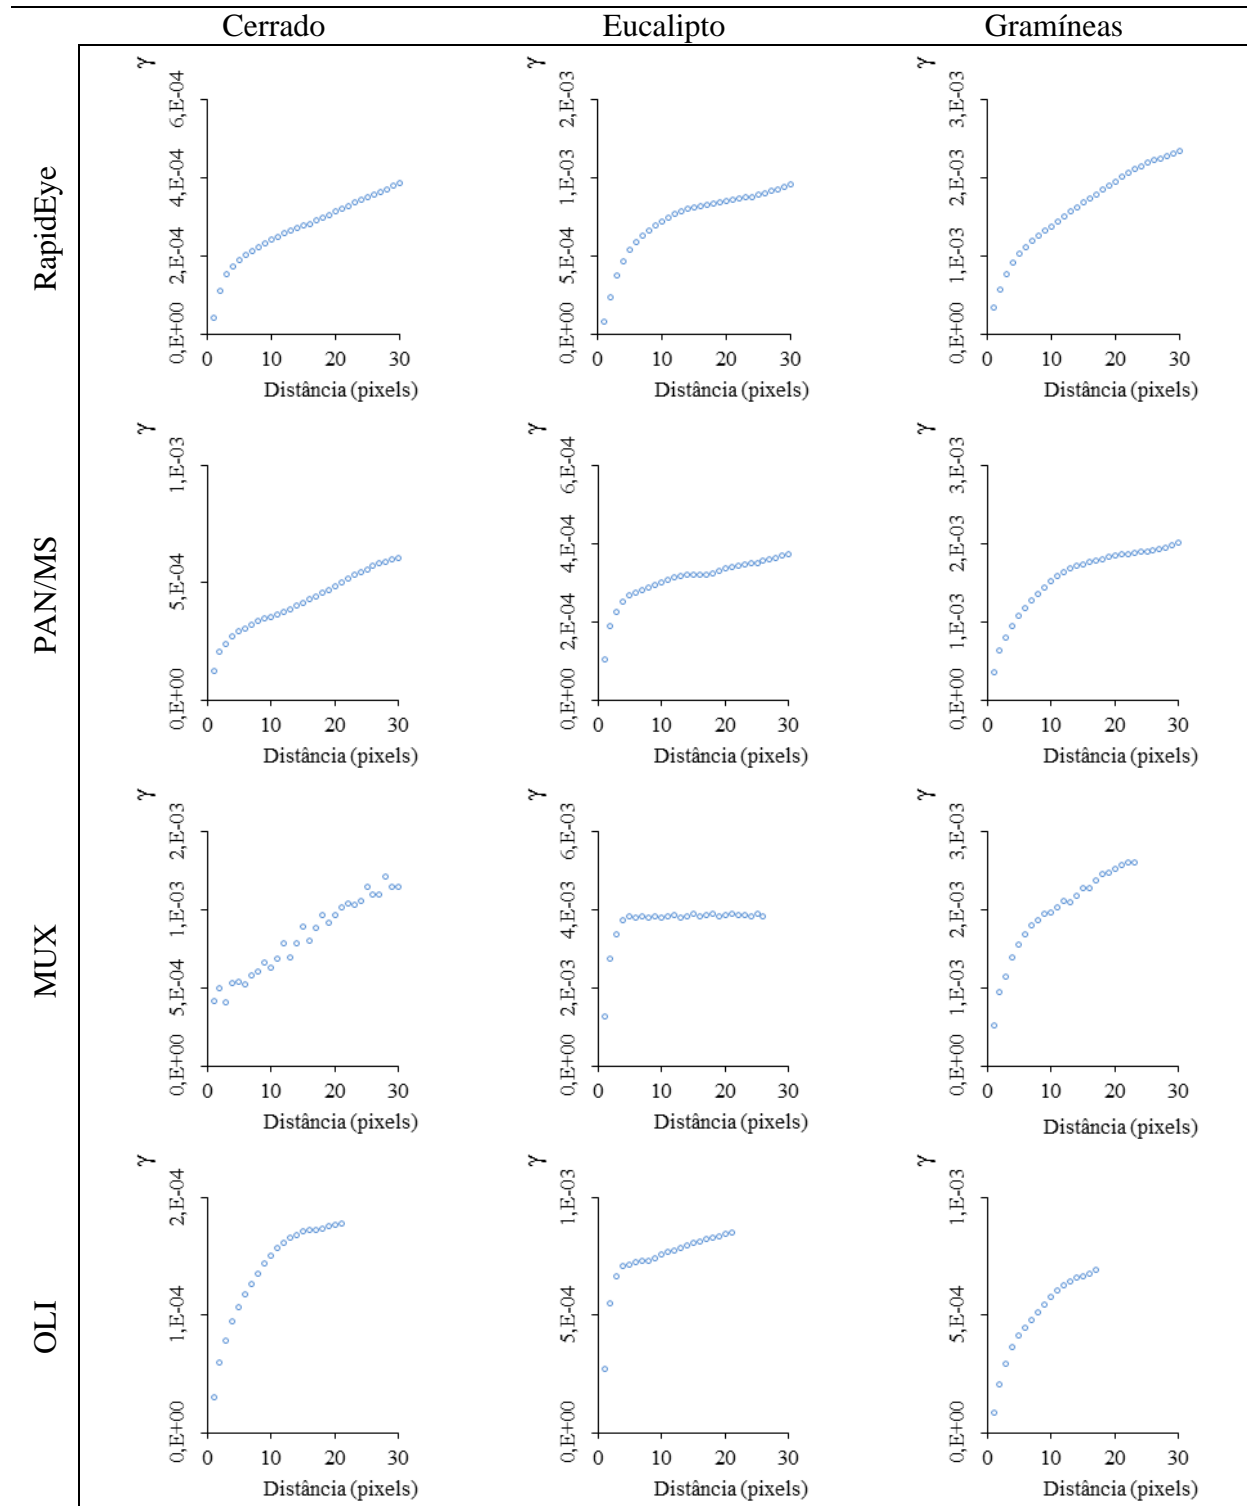 Cerrado Eucalipto Gramíneas
RapidEye
γ
6,E-04
4,E-04
2,E-04
0,E+00
0 10 20 30
Distância (pixels)
γ
2,E-03
1,E-03
5,E-04
0,E+00
0 10 20 30
Distância (pixels)
γ
3,E-03
2,E-03
1,E-03
0,E+00
0 10 20 30
Distância (pixels)
PAN/MS
γ
1,E-03
5,E-04
0,E+00
0 10 20 30
Distância (pixels)
γ
6,E-04
4,E-04
2,E-04
0,E+00
0 10 20 30
Distância (pixels)
γ
3,E-03
2,E-03
1,E-03
0,E+00
0 10 20 30
Distância (pixels)
MUX
γ
2,E-03
1,E-03
5,E-04
0,E+00
0 10 20 30
Distância (pixels)
γ
6,E-03
4,E-03
2,E-03
0,E+00
0 10 20 30
Distância (pixels)
γ
3,E-03
2,E-03
1,E-03
0,E+00
0 10 20 30
Distância (pixels)
OLI
γ
2,E-04
1,E-04
0,E+00
0 10 20 30
Distância (pixels)
γ
1,E-03
5,E-04
0,E+00
0 10 20 30
Distância (pixels)
γ
1,E-03
5,E-04
0,E+00
0 10 20 30
Distância (pixels)